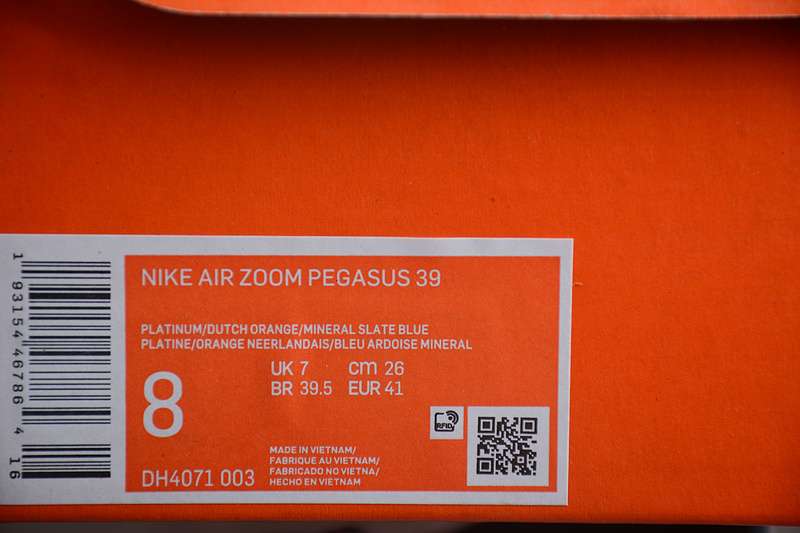 NIKE AIR ZOOM PEGASUS 39
PLATINUM/DUTCH ORANGE/MINERAL SLATE BLUE
PLATINE/ORANGE NEERLANDAIS/BLEU ARDOISE MINERAL
8
UK 7 cm 26
BR 39.5 EUR 41
RFID
DH4071 003
MADE IN VIETNAM/
FABRIQUE AU VIETNAM/
FABRICADO NO VIETNA/
HECHO EN VIETNAM
1 93154 46786 4 16